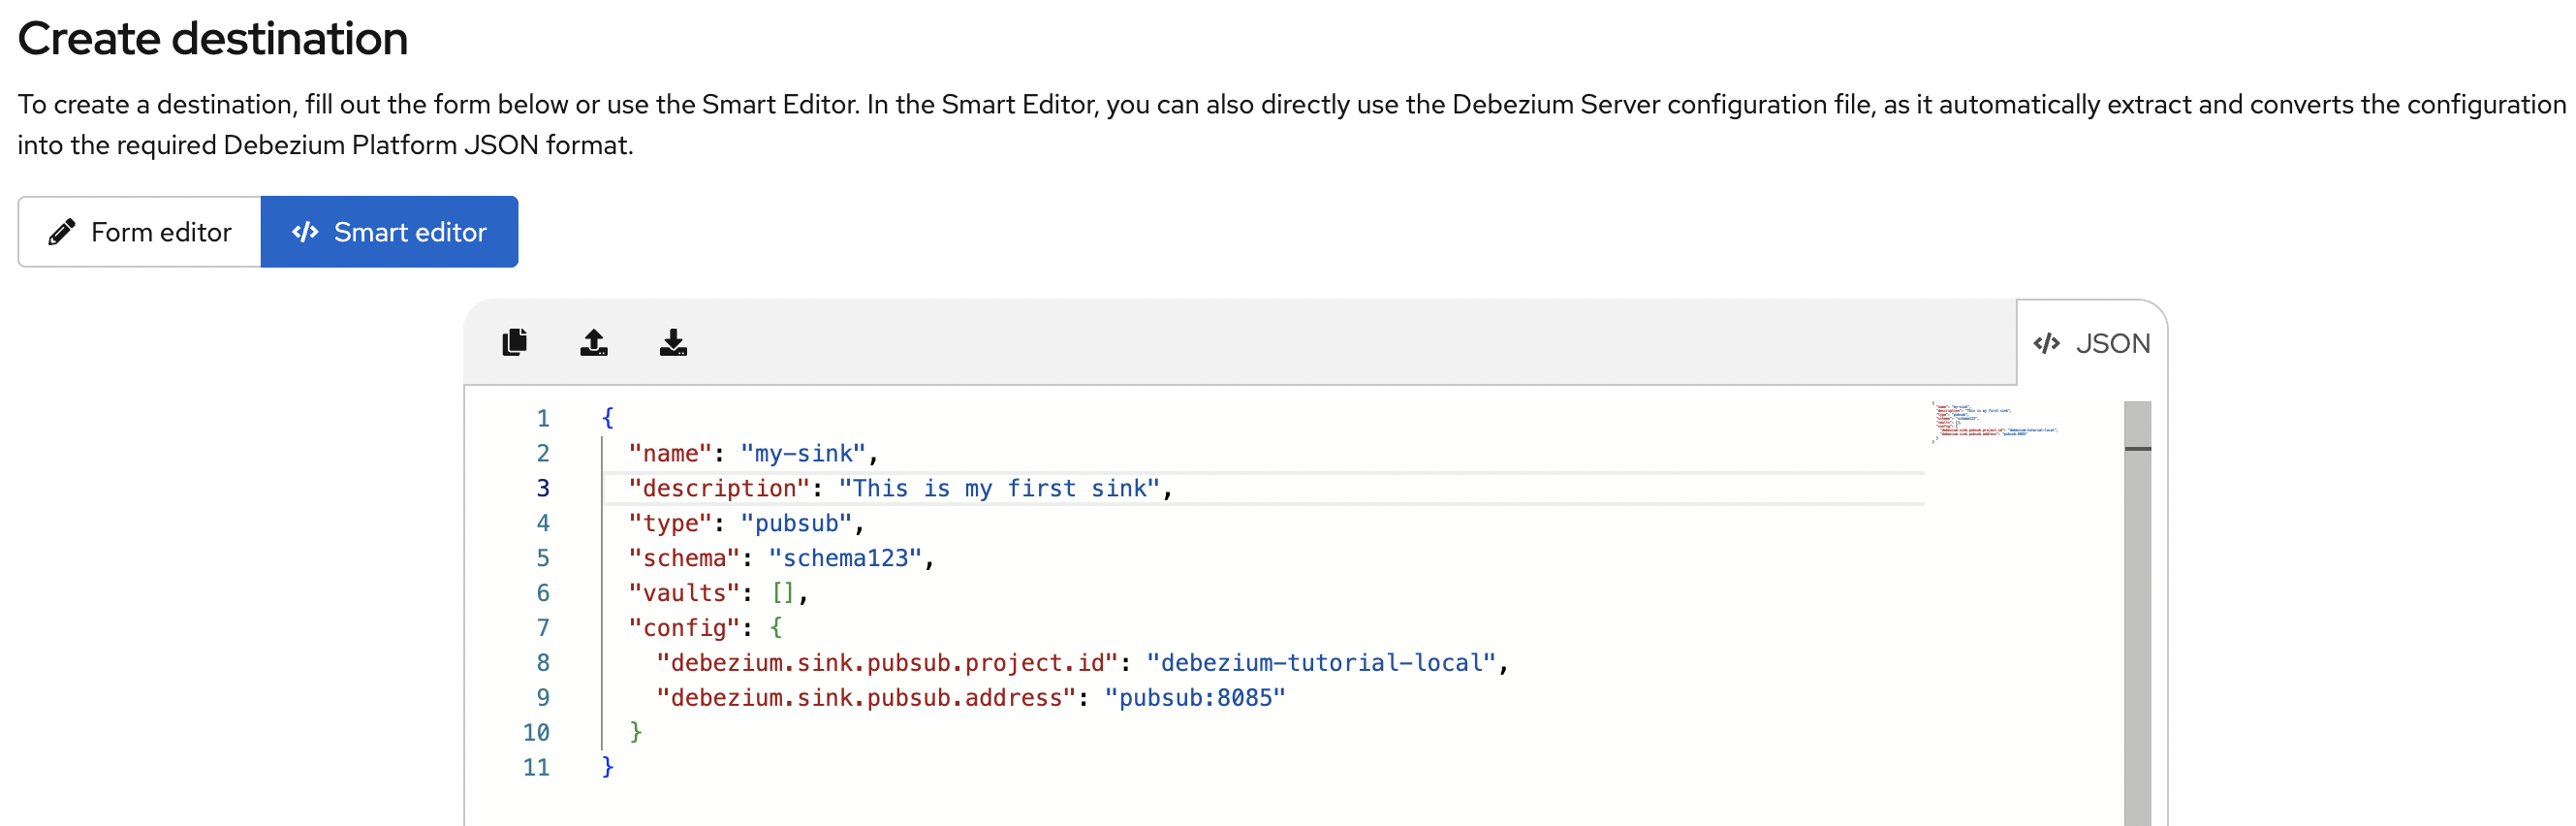 Create destination
To create a destination, fill out the form below or use the Smart Editor. In the Smart Editor, you can also directly use the Debezium Server configuration file, as it automatically extract and converts the configuration
into the required Debezium Platform JSON format.
Form editor
Smart editor
JSON
1 {
2 "name": "my-sink",
3 "description": "This is my first sink",
4 "type": "pubsub",
5 "schema": "schema123",
6 "vaults": [],
7 "config": {
8 "debezium.sink.pubsub.project.id": "debezium-tutorial-local",
9 "debezium.sink.pubsub.address": "pubsub:8085"
10 }
11 }